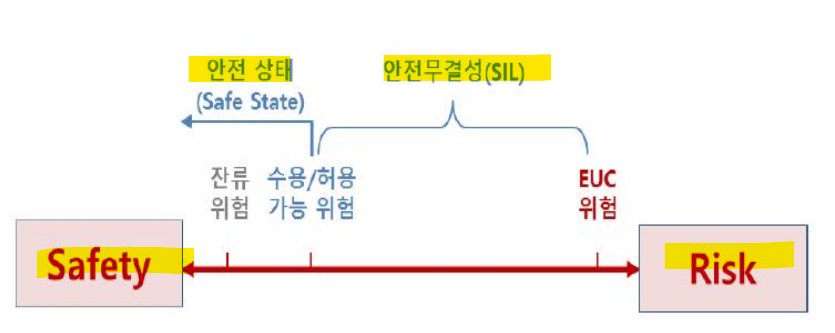 안전 상태
(Safe State)
안전무결성(SIL)
잔류
위험
수용/허용
가능 위험
EUC
위험
Safety
Risk